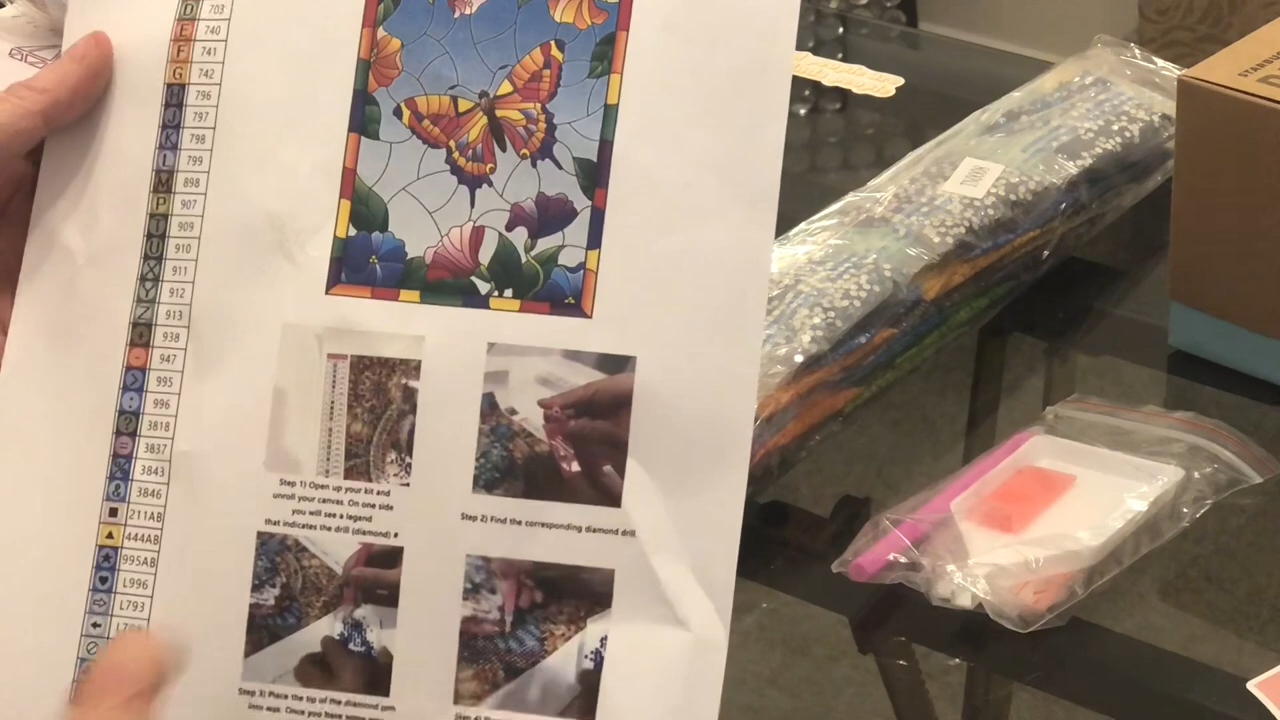 D 703
E 740
F 741
G 742
H 796
J 797
K 798
L 799
M 898
P 907
T 909
U 910
X 911
Y 912
Z 913
+ 938
- 947
> 995
: 996
? 3818
= 3837
% 3843
& 3846
■ 211AB
▲ 444AB
★ 995AB
♥ L996
⇨ L793
Step 1) Open up your kit and
unroll your canvas. On one side
you will see a legend
that indicates the drill (diamond) #
Step 2) Find the corresponding diamond drill
Step 3) Place the tip of the diamond pen
into wax. Once you have some